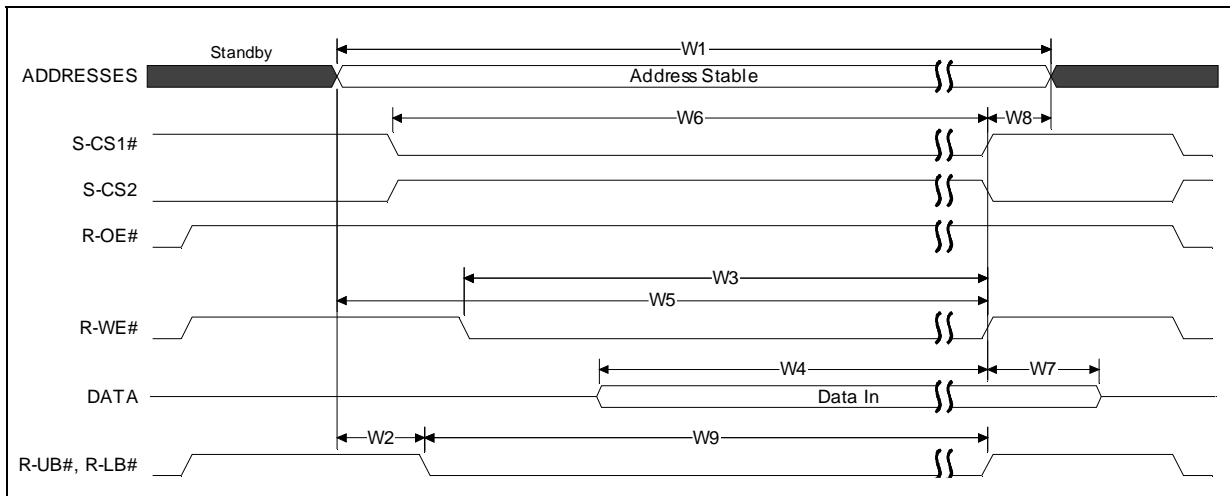 Standby
W1
ADDRESSES
Address Stable
W6
W8
S-CS1#
S-CS2
R-OE#
W3
W5
R-WE#
W4
W7
DATA
Data In
W2
W9
R-UB#, R-LB#